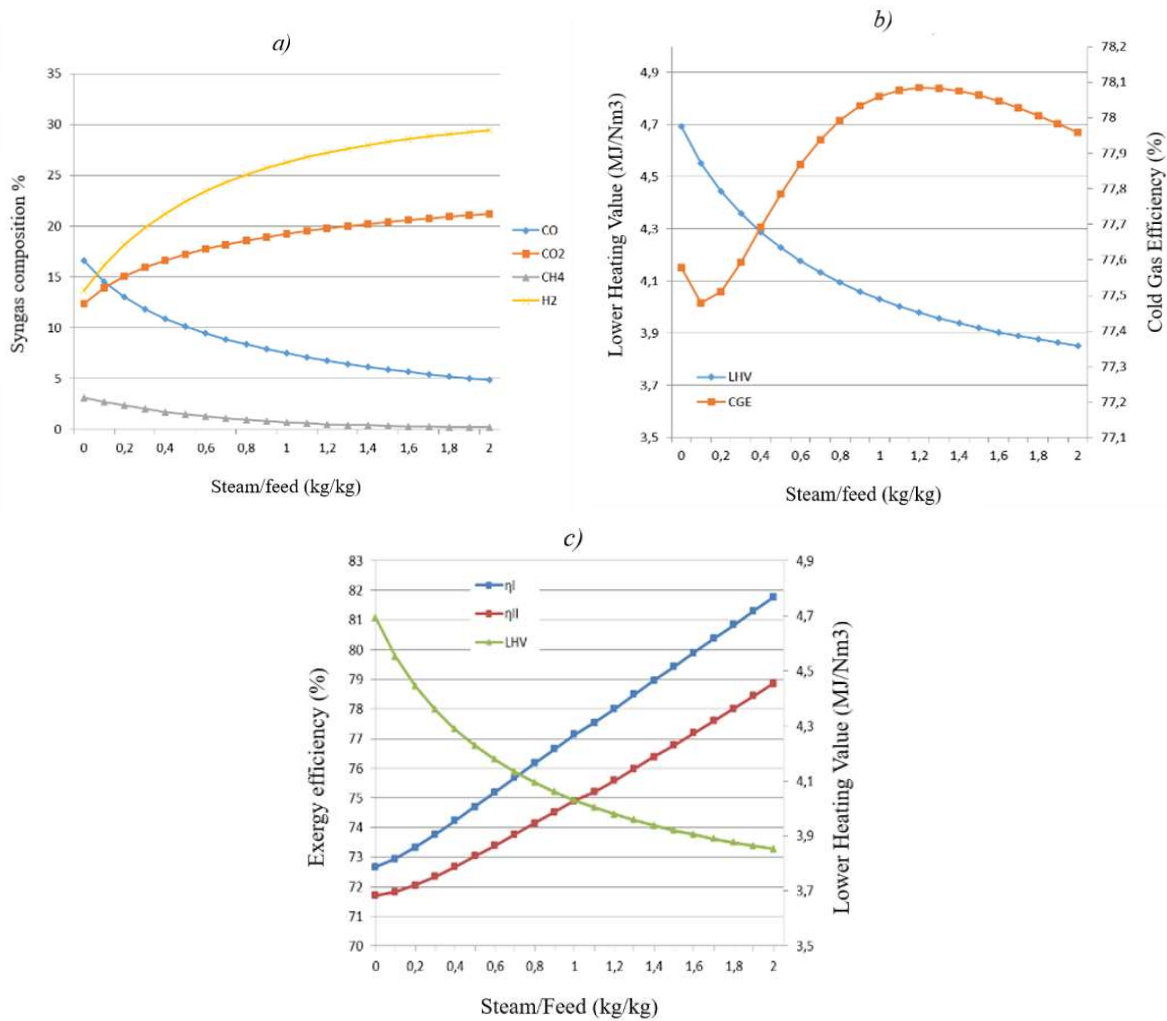 a)
35
30
25
20
15
10
5
0
Syngas composition %
0 0,2 0,4 0,6 0,8 1 1,2 1,4 1,6 1,8 2
Steam/feed (kg/kg)
CO
CO2
CH4
H2
b)
4,9
4,7
4,5
4,3
4,1
3,9
3,7
3,5
Lower Heating Value (MJ/Nm3)
78,2
78,1
78
77,9
77,8
77,7
77,6
77,5
77,4
77,3
77,2
77,1
Cold Gas Efficiency (%)
LHV
CGE
0 0,2 0,4 0,6 0,8 1 1,2 1,4 1,6 1,8 2
Steam/feed (kg/kg)
c)
83
82
81
80
79
78
77
76
75
74
73
72
71
70
Exergy efficiency (%)
ηI
ηII
LHV
4,9
4,7
4,5
4,3
4,1
3,9
3,7
3,5
Lower Heating Value (MJ/Nm3)
0 0,2 0,4 0,6 0,8 1 1,2 1,4 1,6 1,8 2
Steam/Feed (kg/kg)